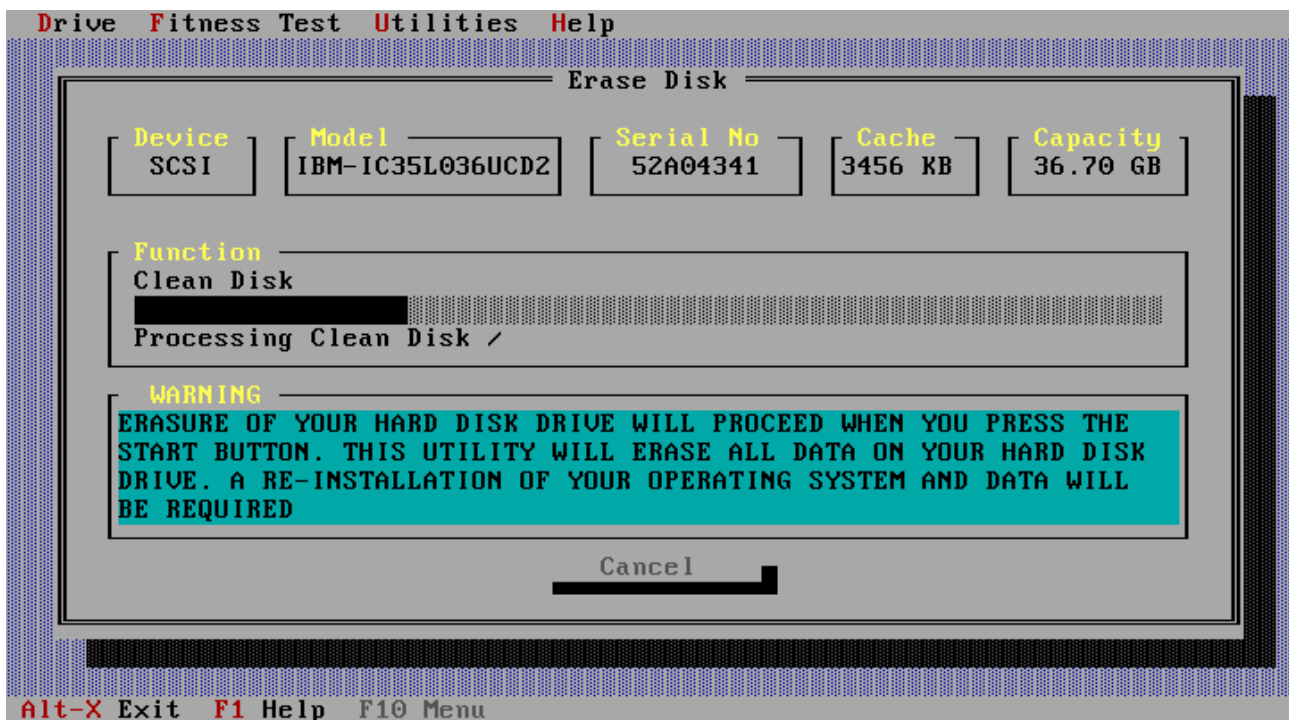 Drive Fitness Test Utilities Help
Erase Disk
Device Model Serial No Cache Capacity
SCSI IBM-IC35L036UCD2 52A04341 3456 KB 36.70 GB
Function
Clean Disk
Processing Clean Disk /
WARNING
ERASURE OF YOUR HARD DISK DRIVE WILL PROCEED WHEN YOU PRESS THE
START BUTTON. THIS UTILITY WILL ERASE ALL DATA ON YOUR HARD DISK
DRIVE. A RE-INSTALLATION OF YOUR OPERATING SYSTEM AND DATA WILL
BE REQUIRED
Cancel
Alt-X Exit F1 Help F10 Menu